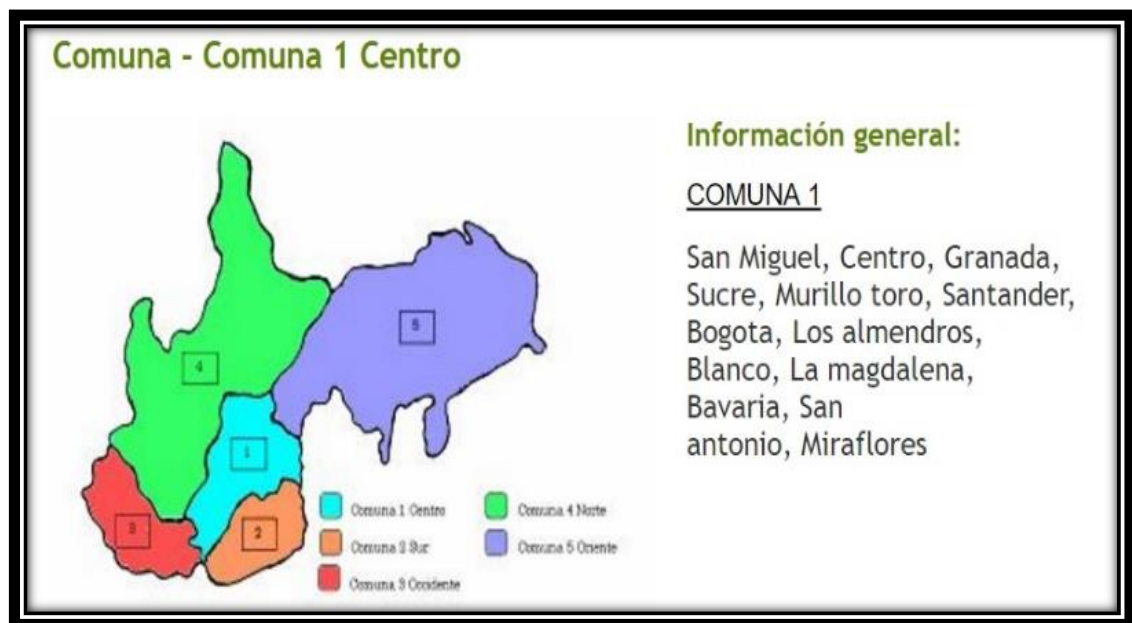 Comuna - Comuna 1 Centro
Información general:
COMUNA 1
San Miguel, Centro, Granada,
Sucre, Murillo toro, Santander,
Bogota, Los almendros,
Blanco, La magdalena,
Bavaria, San
antonio, Miraflores
4
5
1
3
2
Comuna 1 Centro
Comuna 2 Sur
Comuna 3 Occidente
Comuna 4 Norte
Comuna 5 Oriente